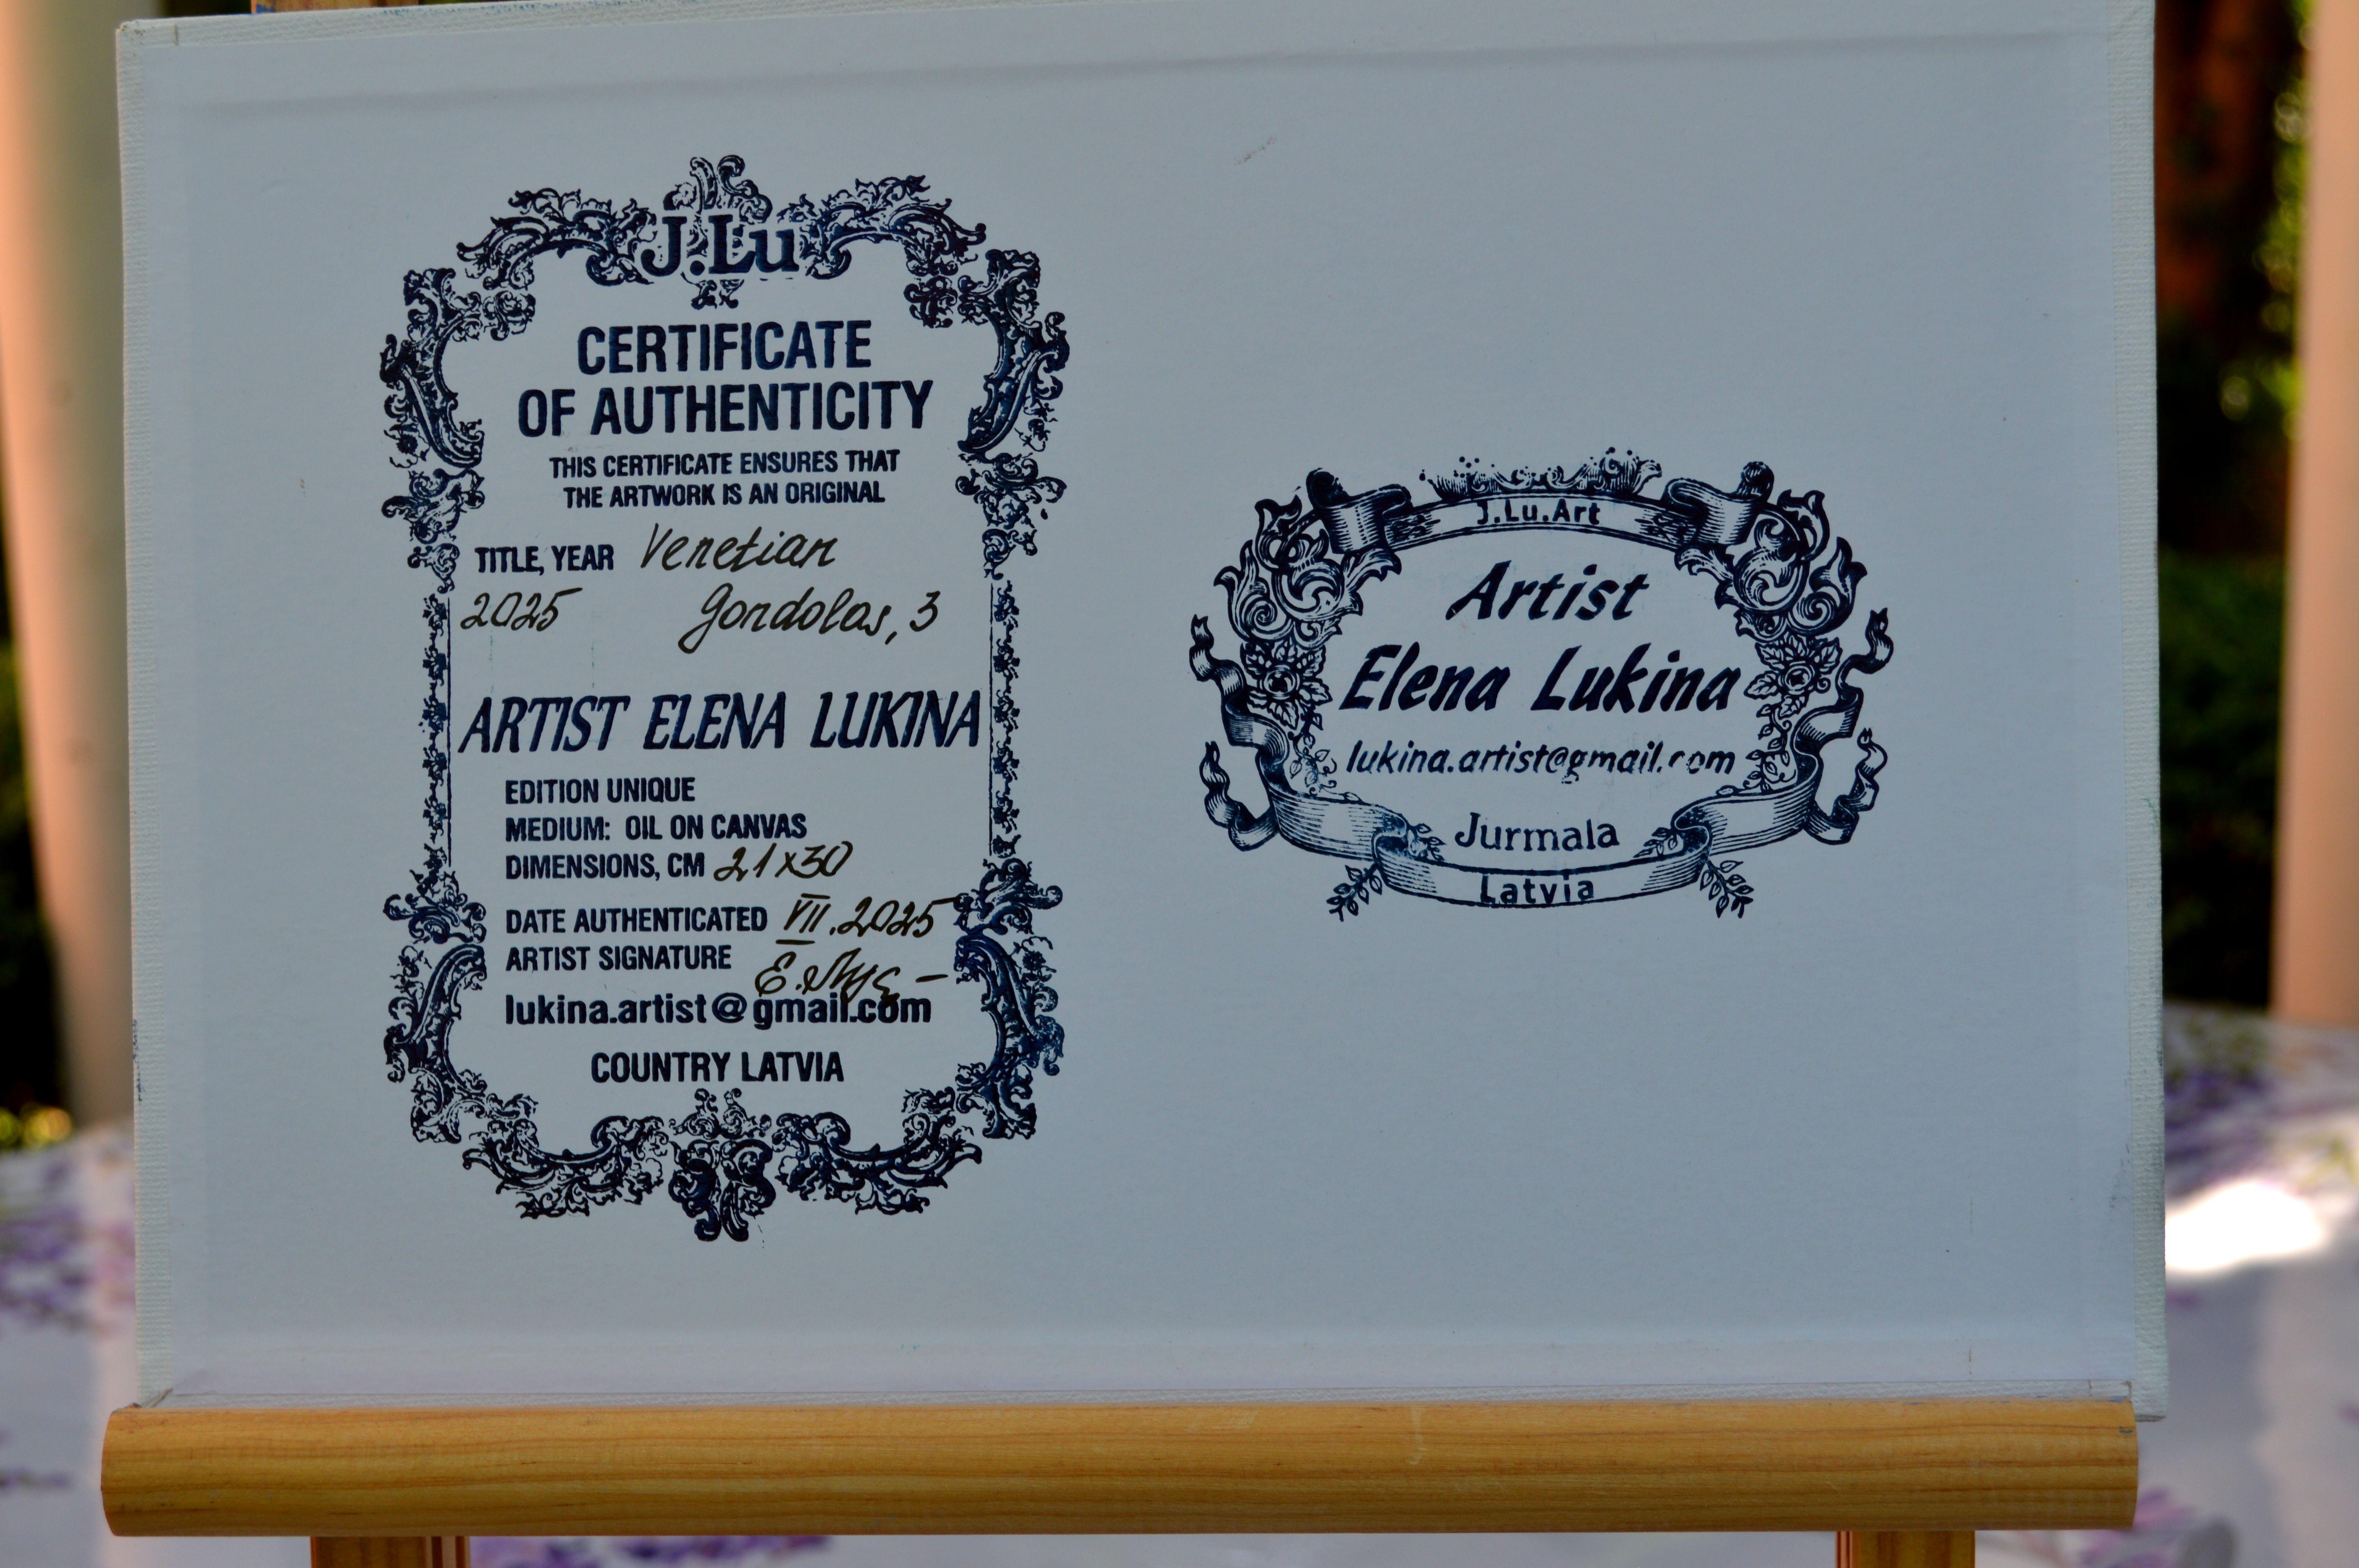 J.Lu
CERTIFICATE
OF AUTHENTICITY
THIS CERTIFICATE ENSURES THAT
THE ARTWORK IS AN ORIGINAL
TITLE, YEAR Venetian
2025 Gondolas, 3
ARTIST ELENA LUKINA
EDITION UNIQUE
MEDIUM: OIL ON CANVAS
DIMENSIONS, CM 21x30
DATE AUTHENTICATED VII.2025
ARTIST SIGNATURE
lukina.artist@gmail.com
COUNTRY LATVIA
J.Lu.Art
Artist
Elena Lukina
lukina.artist@gmail.com
Jurmala
Latvia